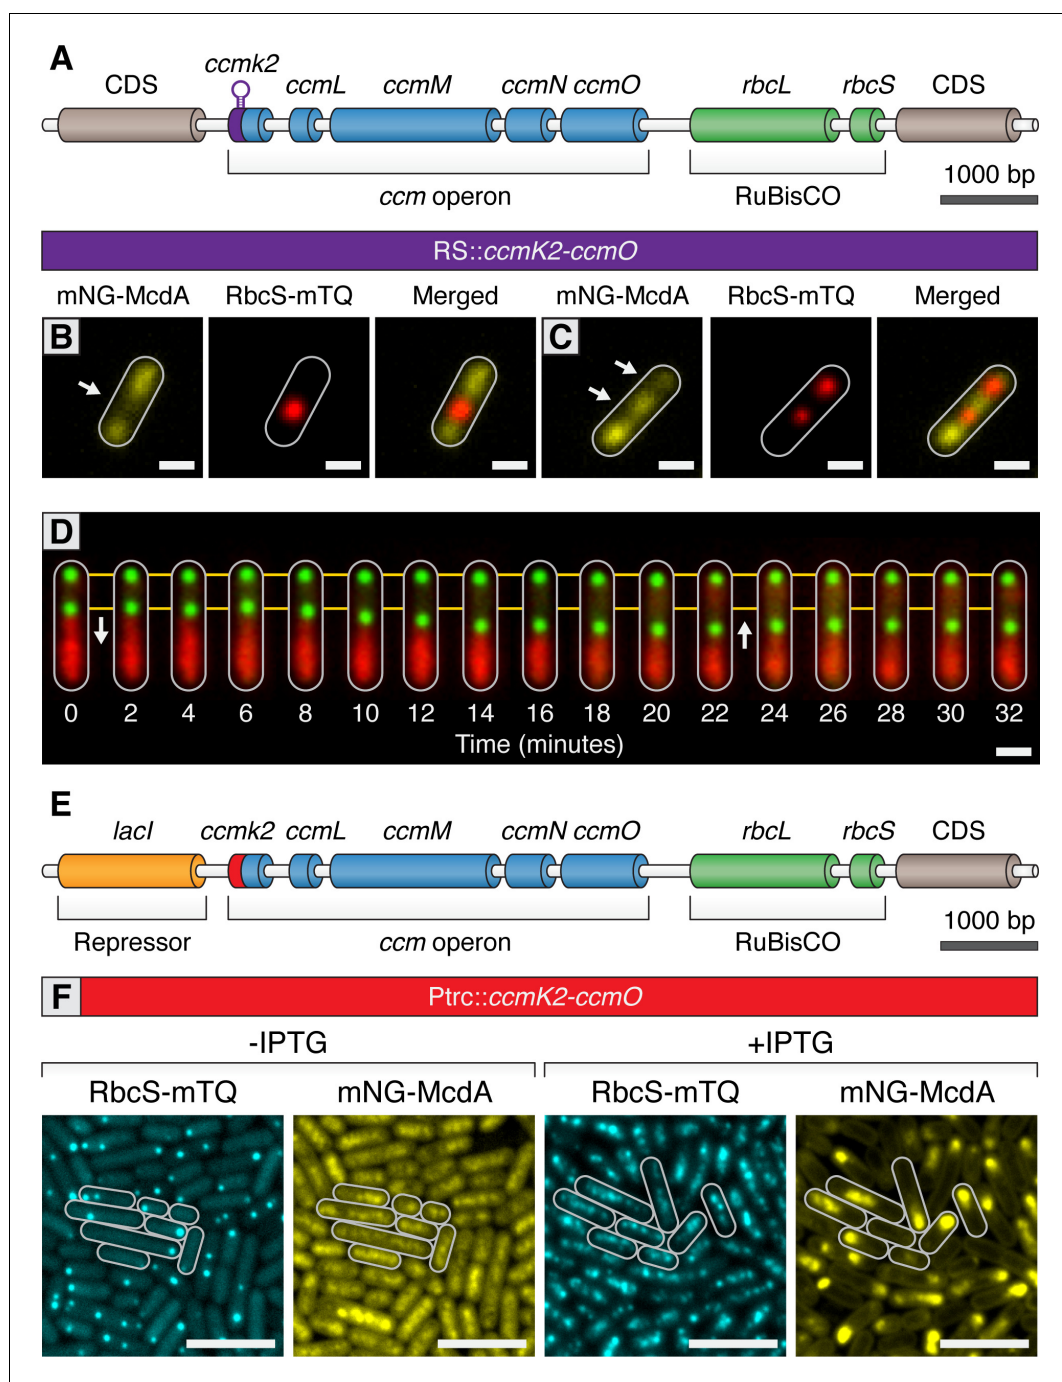 A
CDS ccmk2 ccmL ccmM ccmN ccmO rbcL rbcS CDS
ccm operon RuBisCO 1000 bp
RS::ccmK2-ccmO
mNG-McdA RbcS-mTQ Merged mNG-McdA RbcS-mTQ Merged
B C
D
0 2 4 6 8 10 12 14 16 18 20 22 24 26 28 30 32
Time (minutes)
E
lacI ccmk2 ccmL ccmM ccmN ccmO rbcL rbcS CDS
Repressor ccm operon RuBisCO 1000 bp
F Ptrc::ccmK2-ccmO
-IPTG +IPTG
RbcS-mTQ mNG-McdA RbcS-mTQ mNG-McdA